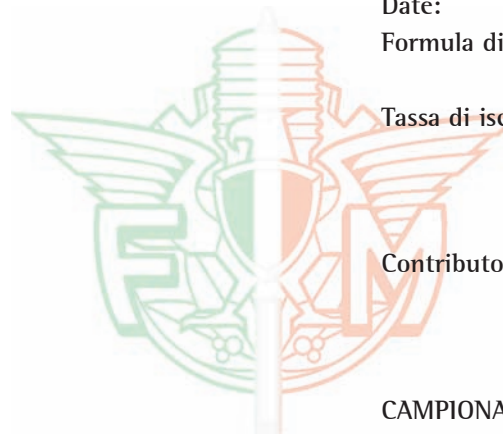 Date:
Formula di
Tassa di isc
Contributo
CAMPIONA
F M